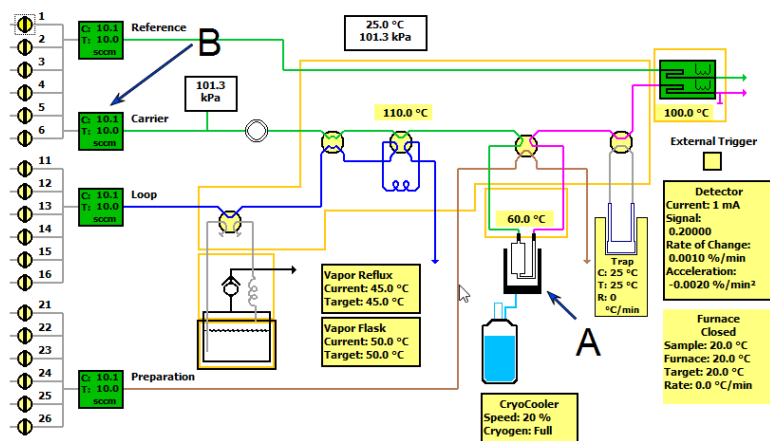 1
2
3
4
5
6
C: 10.1
T: 10.0
sccm
Reference
B
25.0 °C
101.3 kPa
C: 10.1
T: 10.0
sccm
Carrier
101.3
kPa
110.0 °C
100.0 °C
External Trigger
11
12
13
14
15
16
C: 10.1
T: 10.0
sccm
Loop
60.0 °C
Trap
C: 25 °C
T: 25 °C
R: 0
°C/min
Detector
Current: 1 mA
Signal:
0.20000
Rate of Change:
0.0010 %/min
Acceleration:
-0.0020 %/min²
Vapor Reflux
Current: 45.0 °C
Target: 45.0 °C
Vapor Flask
Current: 50.0 °C
Target: 50.0 °C
A
21
22
23
24
25
26
C: 10.1
T: 10.0
sccm
Preparation
CryoCooler
Speed: 20 %
Cryogen: Full
Furnace
Closed
Sample: 20.0 °C
Furnace: 20.0 °C
Target: 20.0 °C
Rate: 0.0 °C/min